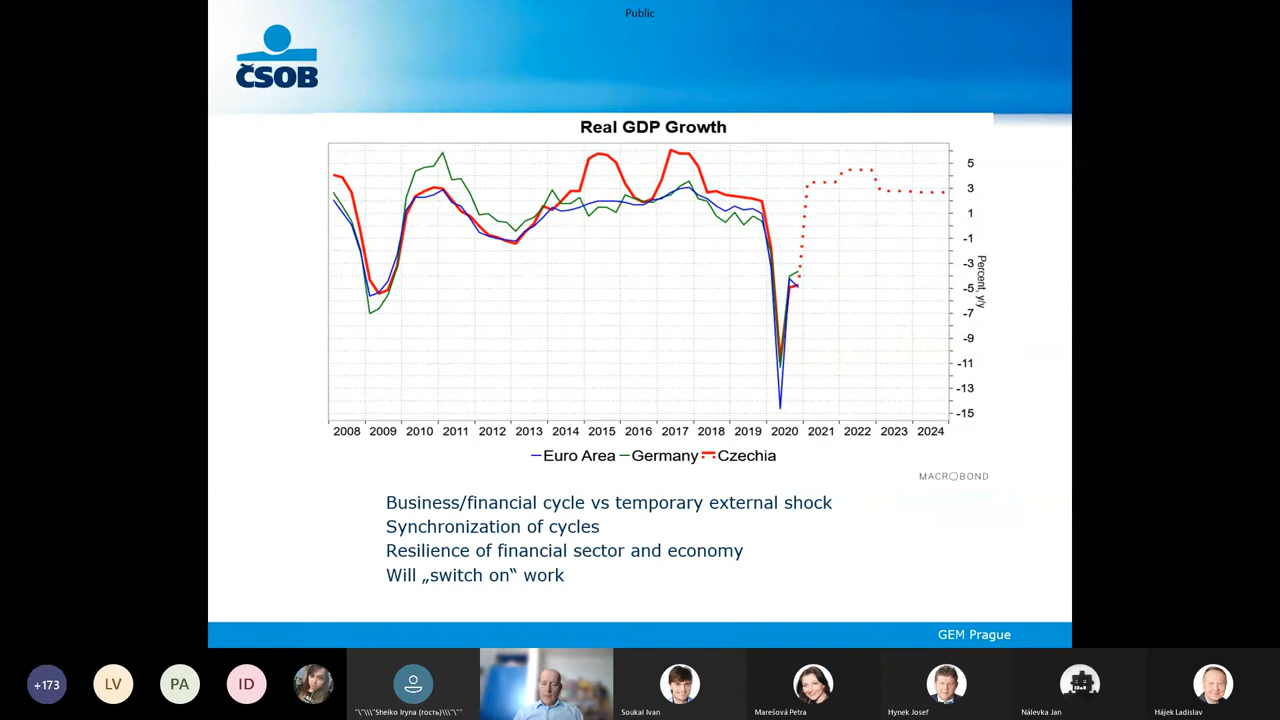 Public
ČSOB
Real GDP Growth
5
3
1
-1
-3
-5
-7
-9
-11
-13
-15
Percent, y/y
2008 2009 2010 2011 2012 2013 2014 2015 2016 2017 2018 2019 2020 2021 2022 2023 2024
Euro Area Germany Czechia
MACROBOND
Business/financial cycle vs temporary external shock
Synchronization of cycles
Resilience of financial sector and economy
Will „switch on“ work
GEM Prague
+173 LV PA ID
"\"\\\"Sheiko Iryna (гость)\\\"\"" Soukal Ivan Marešová Petra Hynek Josef Nálevka Jan Hájek Ladislav